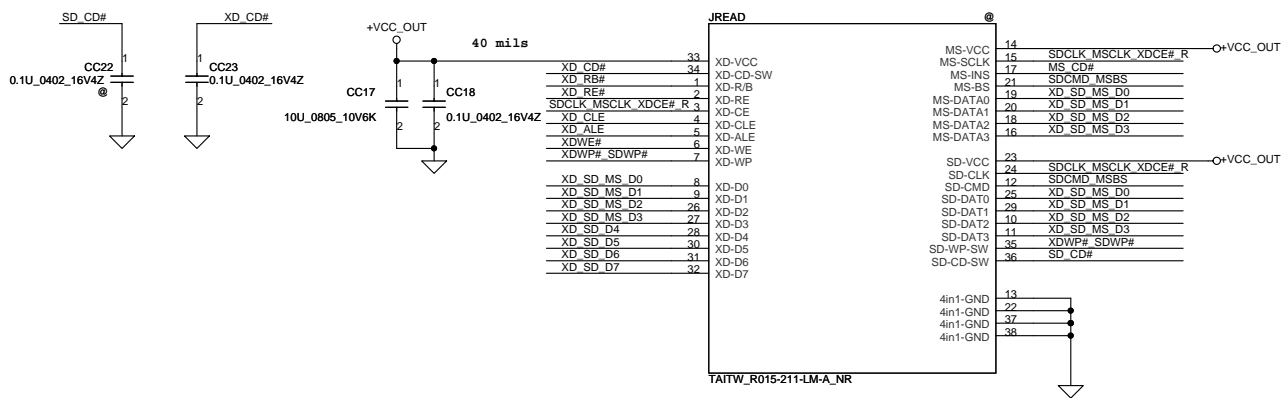 SD_CD#
1
CC22
0.1U_0402_16V4Z
@
2
XD_CD#
1
CC23
0.1U_0402_16V4Z
2
+VCC_OUT
40 mils
1
CC17
10U_0805_10V6K
2
1
CC18
0.1U_0402_16V4Z
2
JREAD
@
33 XD-VCC
XD_CD# 34 XD-CD-SW
XD_RB# 1 XD-R/B
XD_RE# 2 XD-RE
SDCLK_MSCLK_XDCE#_R 3 XD-CE
XD_CLE 4 XD-CLE
XD_ALE 5 XD-ALE
XDWE# 6 XD-WE
XDWP#_SDWP# 7 XD-WP
XD_SD_MS_D0 8 XD-D0
XD_SD_MS_D1 9 XD-D1
XD_SD_MS_D2 26 XD-D2
XD_SD_MS_D3 27 XD-D3
XD_SD_D4 28 XD-D4
XD_SD_D5 30 XD-D5
XD_SD_D6 31 XD-D6
XD_SD_D7 32 XD-D7
MS-VCC 14 +VCC_OUT
MS-SCLK 15 SDCLK_MSCLK_XDCE#_R
MS-INS 17 MS_CD#
MS-BS 21 SDCMD_MSBS
MS-DATA0 19 XD_SD_MS_D0
MS-DATA1 20 XD_SD_MS_D1
MS-DATA2 18 XD_SD_MS_D2
MS-DATA3 16 XD_SD_MS_D3
SD-VCC 23 +VCC_OUT
SD-CLK 24 SDCLK_MSCLK_XDCE#_R
SD-CMD 12 SDCMD_MSBS
SD-DAT0 25 XD_SD_MS_D0
SD-DAT1 29 XD_SD_MS_D1
SD-DAT2 10 XD_SD_MS_D2
SD-DAT3 11 XD_SD_MS_D3
SD-WP-SW 35 XDWP#_SDWP#
SD-CD-SW 36 SD_CD#
4in1-GND 13
4in1-GND 22
4in1-GND 37
4in1-GND 38
TAITW_R015-211-LM-A_NR